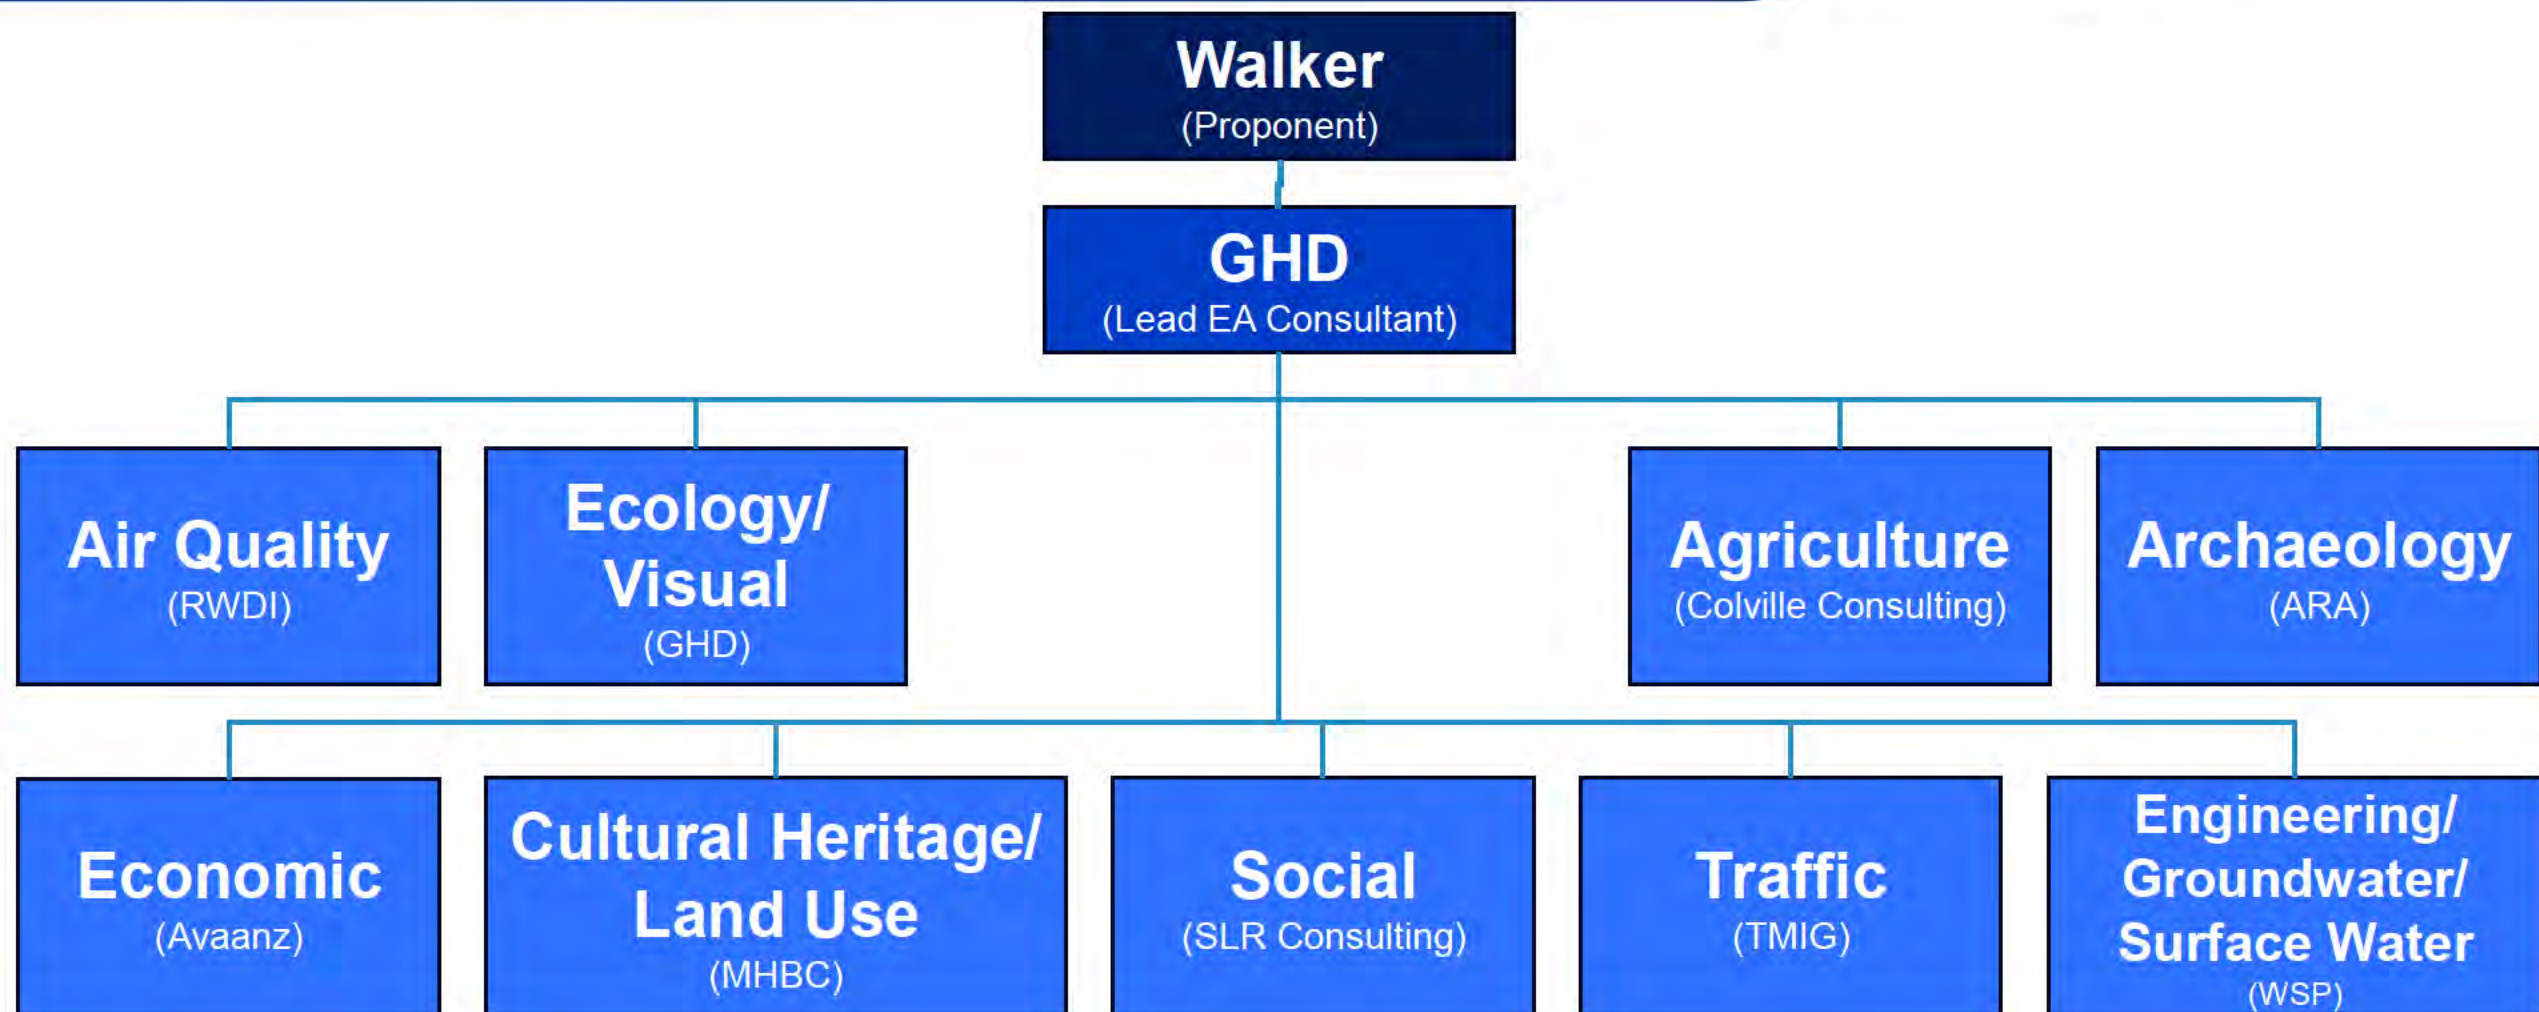 Walker
(Proponent)
GHD
(Lead EA Consultant)
Air Quality
(RWDI)
Ecology/
Visual
(GHD)
Agriculture
(Colville Consulting)
Archaeology
(ARA)
Economic
(Avaanz)
Cultural Heritage/
Land Use
(MHBC)
Social
(SLR Consulting)
Traffic
(TMIG)
Engineering/
Groundwater/
Surface Water
(WSP)